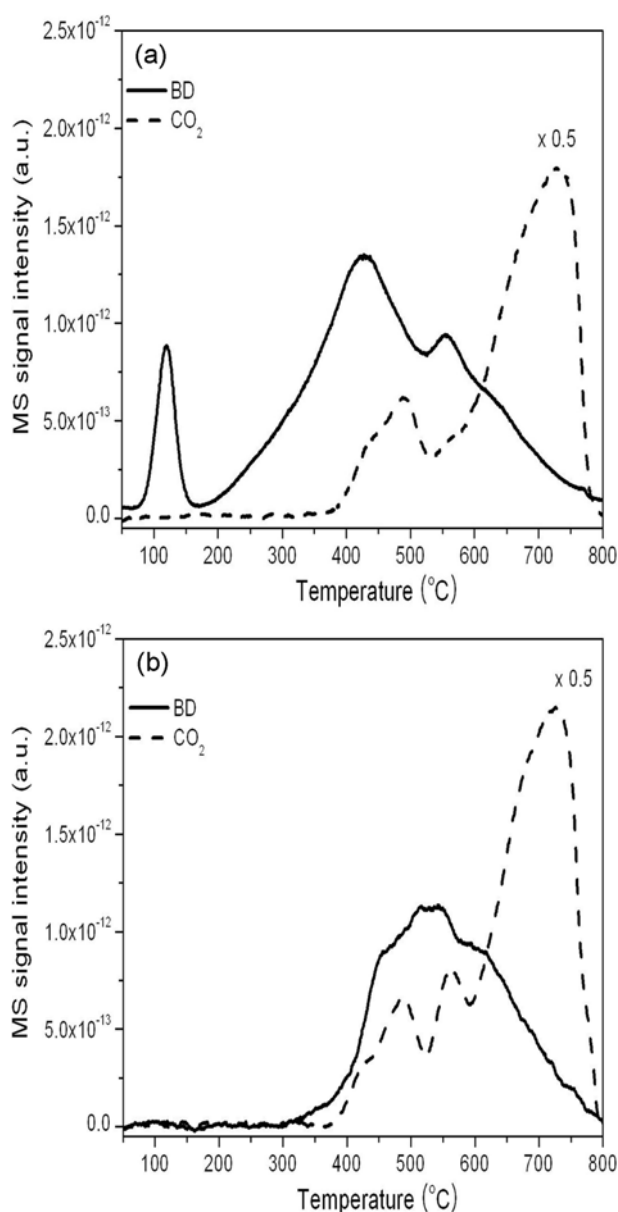 (a)
BD
CO₂
x 0.5
MS signal intensity (a.u.)
2.5x10⁻¹²
2.0x10⁻¹²
1.5x10⁻¹²
1.0x10⁻¹²
5.0x10⁻¹³
0.0
100 200 300 400 500 600 700 800
Temperature (°C)
(b)
BD
CO₂
x 0.5
MS signal intensity (a.u.)
2.5x10⁻¹²
2.0x10⁻¹²
1.5x10⁻¹²
1.0x10⁻¹²
5.0x10⁻¹³
0.0
100 200 300 400 500 600 700 800
Temperature (°C)